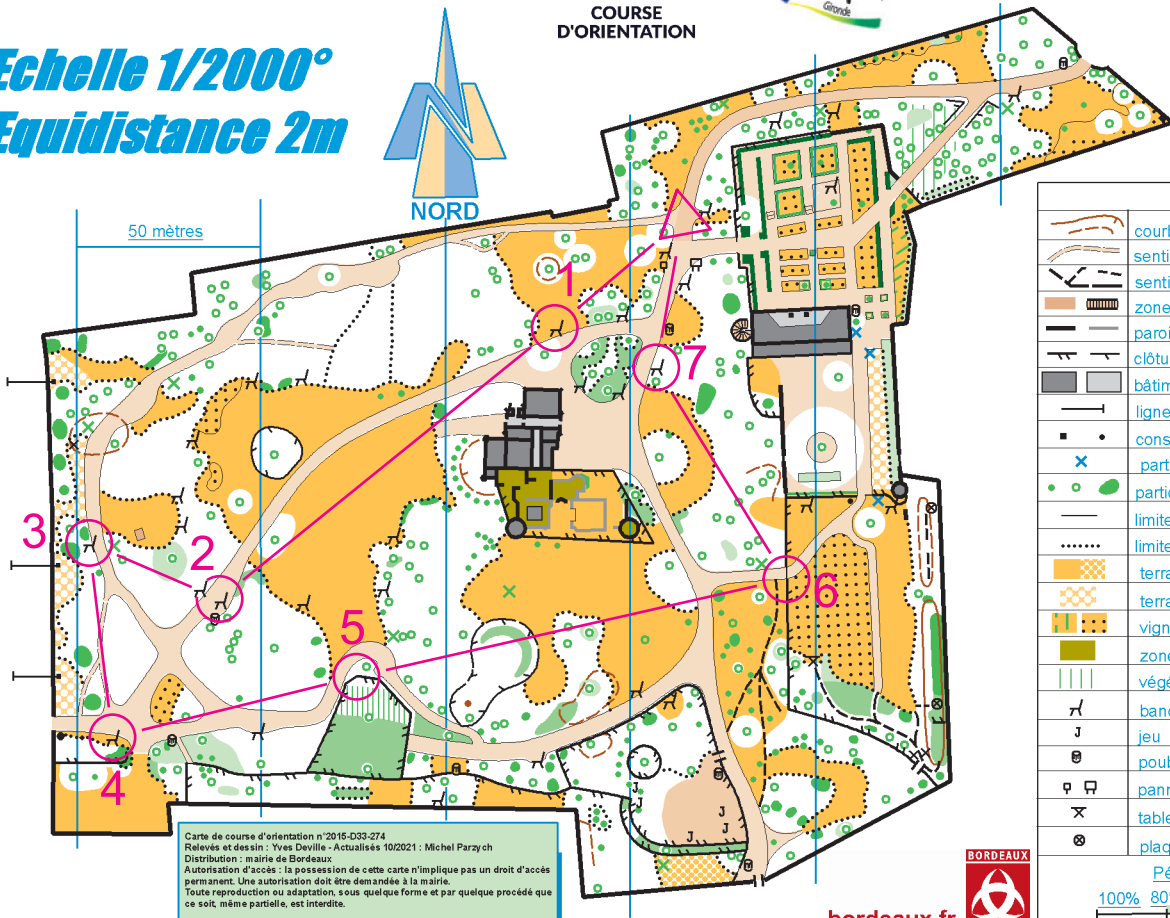 COURSE
D'ORIENTATION
Gironde
Echelle 1/2000°
Equidistance 2m
NORD
50 mètres
1
7
3
2
5
6
4
courb
senti
senti
zone
paroi
clôtu
bâtim
ligne
cons
parti
partic
limite
limite
terra
terra
vign
zone
végé
banc
jeu
J
poub
pann
table
plaq
Pé
100% 80%
J
J
J
J
Carte de course d'orientation n°2015-D33-274
Relevés et dessin : Yves Deville - Actualisés 10/2021 : Michel Parzych
Distribution : mairie de Bordeaux
Autorisation d'accès : la possession de cette carte n'implique pas un droit d'accès
permanent. Une autorisation doit être demandée à la mairie.
Toute reproduction ou adaptation, sous quelque forme et par quelque procédé que
ce soit, même partielle, est interdite.
BORDEAUX
bordeaux.fr